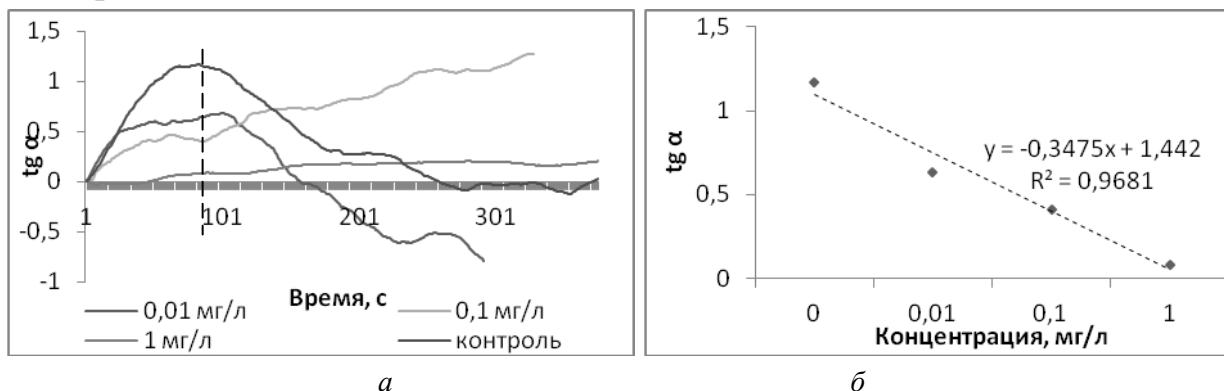 1,5
1
0,5
0
-0,5
-1
tg α
1
101
201
301
Время, с
0,01 мг/л
0,1 мг/л
1 мг/л
контроль
а
1,5
1
0,5
0
tg α
y = -0,3475x + 1,442
R² = 0,9681
0
0,01
0,1
1
Концентрация, мг/л
б